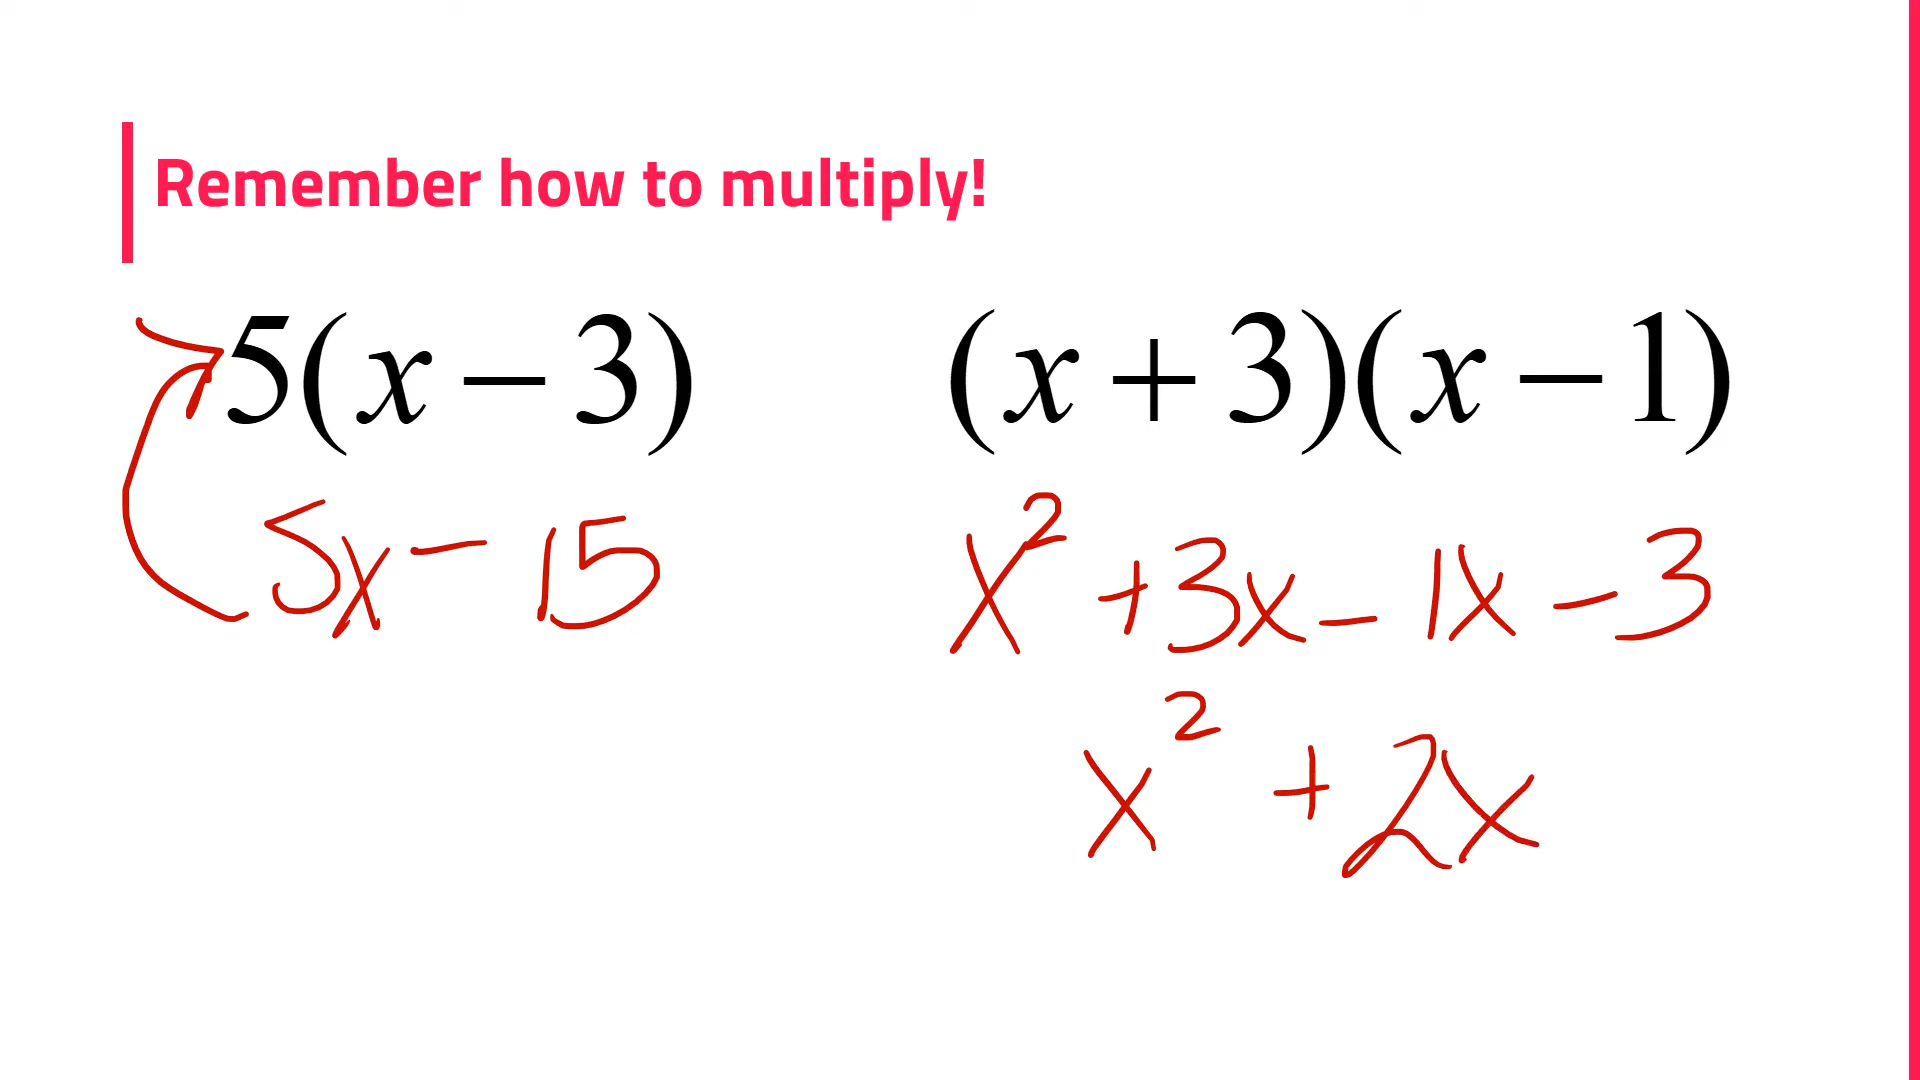 Remember how to multiply!
5(x − 3)
(x + 3)(x − 1)
5x − 15
x² + 3x − 1x − 3
x² + 2x